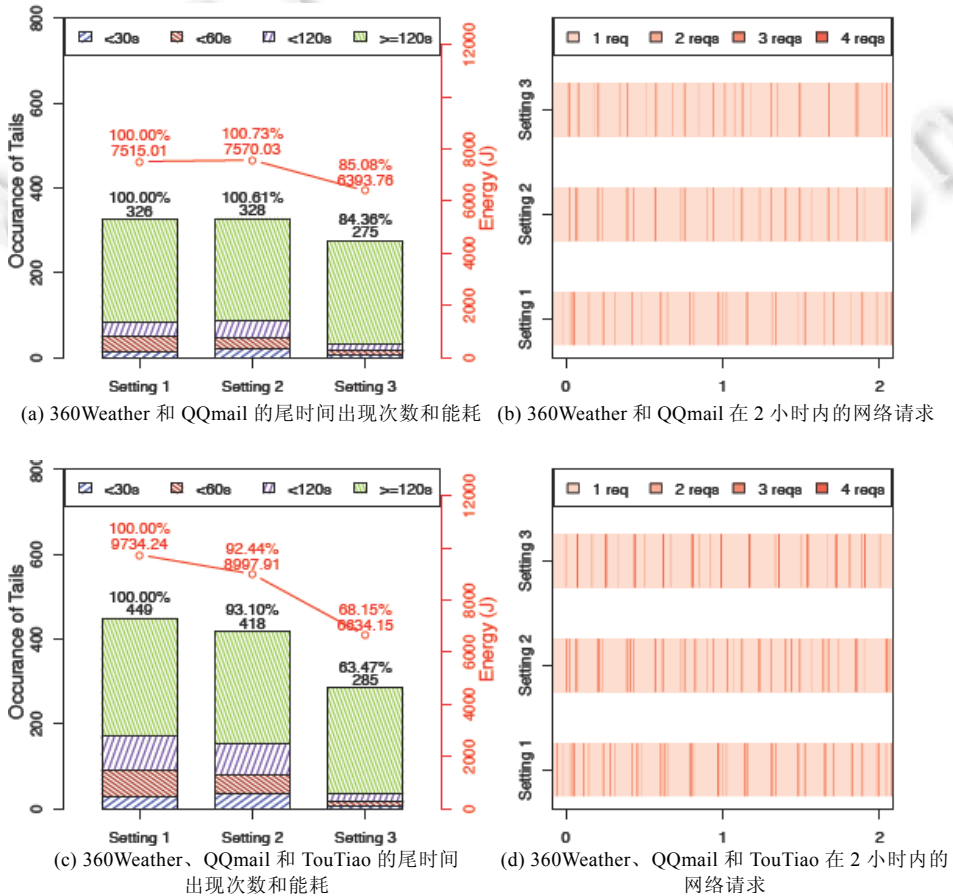 800
600
400
200
0
Occurance of Tails
<30s <60s <120s >=120s
12000
10000
8000
6000
4000
2000
0
Energy (J)
100.00%
7515.01
100.73%
7570.03
85.08%
6393.76
100.00%
326
100.61%
328
84.36%
275
Setting 1 Setting 2 Setting 3
1 req 2 reqs 3 reqs 4 reqs
Setting 3
Setting 2
Setting 1
0 1 2
(a) 360Weather 和 QQmail 的尾时间出现次数和能耗
(b) 360Weather 和 QQmail 在 2 小时内的网络请求
800
600
400
200
0
Occurance of Tails
<30s <60s <120s >=120s
12000
8000
6000
4000
2000
0
Energy (J)
100.00%
9734.24
92.44%
8997.91
68.15%
6634.15
100.00%
449
93.10%
418
63.47%
285
Setting 1 Setting 2 Setting 3
1 req 2 reqs 3 reqs 4 reqs
Setting 3
Setting 2
Setting 1
0 1 2
(c) 360Weather、QQmail 和 TouTiao 的尾时间
出现次数和能耗
(d) 360Weather、QQmail 和 TouTiao 在 2 小时内的
网络请求